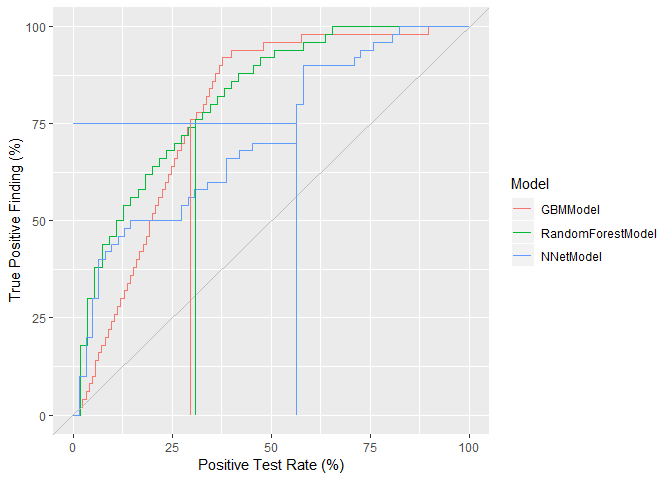 100
75
50
25
0
True Positive Finding (%)
0
25
50
75
100
Positive Test Rate (%)
Model
GBMModel
RandomForestModel
NNetModel